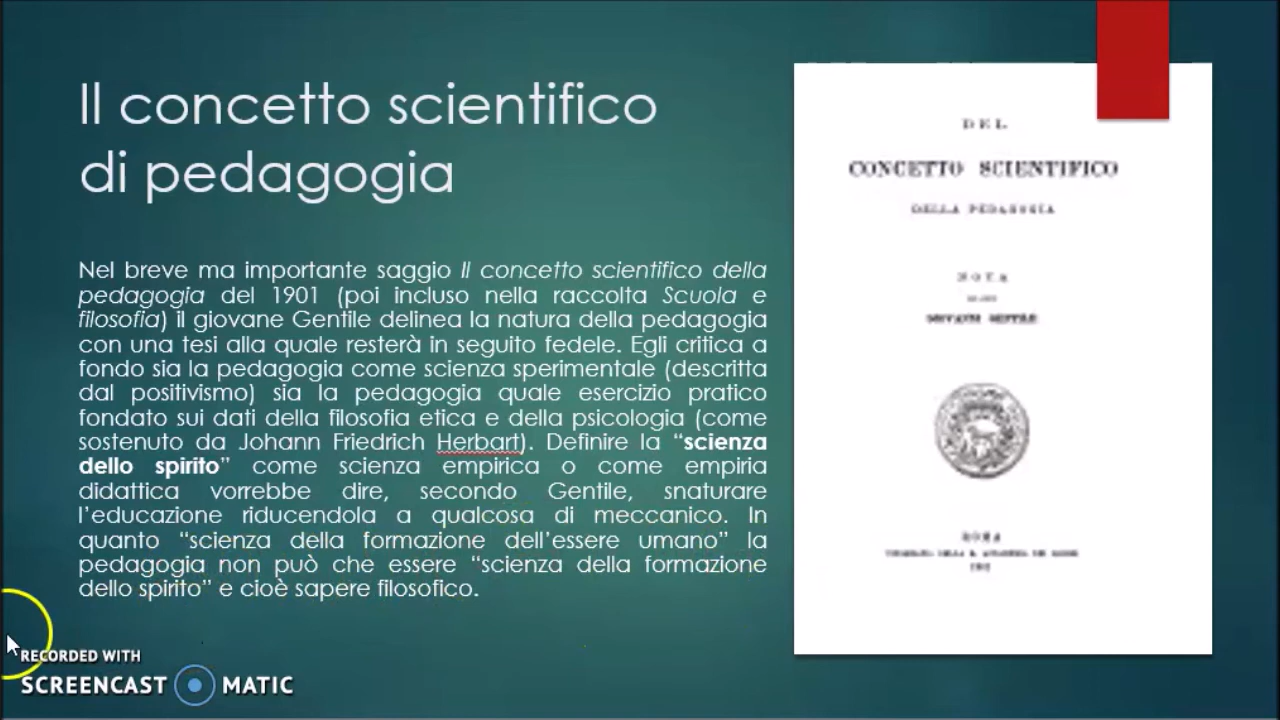 Il concetto scientifico
di pedagogia
Nel breve ma importante saggio Il concetto scientifico della
pedagogia del 1901 (poi incluso nella raccolta Scuola e
filosofia) il giovane Gentile delinea la natura della pedagogia
con una tesi alla quale resterà in seguito fedele. Egli critica a
fondo sia la pedagogia come scienza sperimentale (descritta
dal positivismo) sia la pedagogia quale esercizio pratico
fondato sui dati della filosofia etica e della psicologia (come
sostenuto da Johann Friedrich Herbart). Definire la “scienza
dello spirito” come scienza empirica o come empiria
didattica vorrebbe dire, secondo Gentile, snaturare
l’educazione riducendola a qualcosa di meccanico. In
quanto “scienza della formazione dell’essere umano” la
pedagogia non può che essere “scienza della formazione
dello spirito” e cioè sapere filosofico.
DEL
CONCETTO SCIENTIFICO
DELLA PEDAGOGIA
NOTA
GIOVANNI GENTILE
ROMA
RECORDED WITH
SCREENCAST MATIC